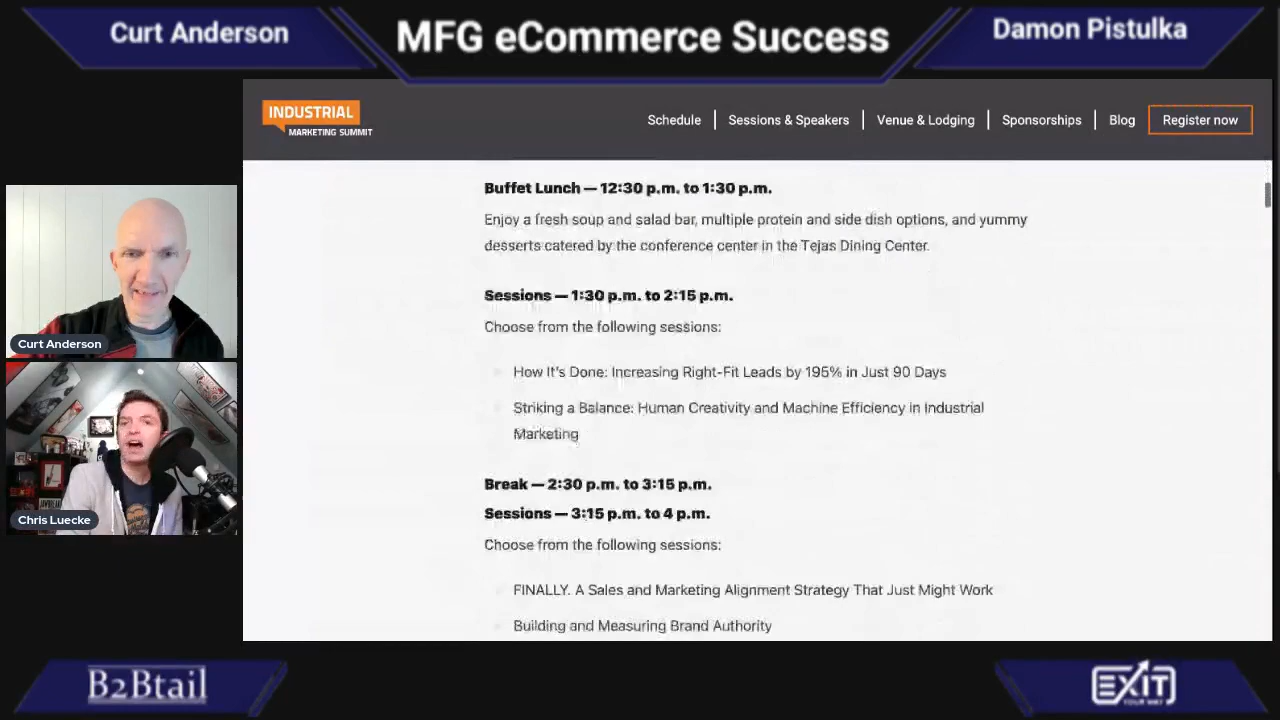 Curt Anderson
MFG eCommerce Success
Damon Pistulka
INDUSTRIAL
MARKETING SUMMIT
Schedule
Sessions & Speakers
Venue & Lodging
Sponsorships
Blog
Register now
Buffet Lunch — 12:30 p.m. to 1:30 p.m.
Enjoy a fresh soup and salad bar, multiple protein and side dish options, and yummy
desserts catered by the conference center in the Tejas Dining Center.
Sessions — 1:30 p.m. to 2:15 p.m.
Choose from the following sessions:
How It's Done: Increasing Right-Fit Leads by 195% in Just 90 Days
Striking a Balance: Human Creativity and Machine Efficiency in Industrial
Marketing
Break — 2:30 p.m. to 3:15 p.m.
Sessions — 3:15 p.m. to 4 p.m.
Choose from the following sessions:
FINALLY. A Sales and Marketing Alignment Strategy That Just Might Work
Building and Measuring Brand Authority
Curt Anderson
Chris Luecke
B2Btail
EXIT
YOUR WAY